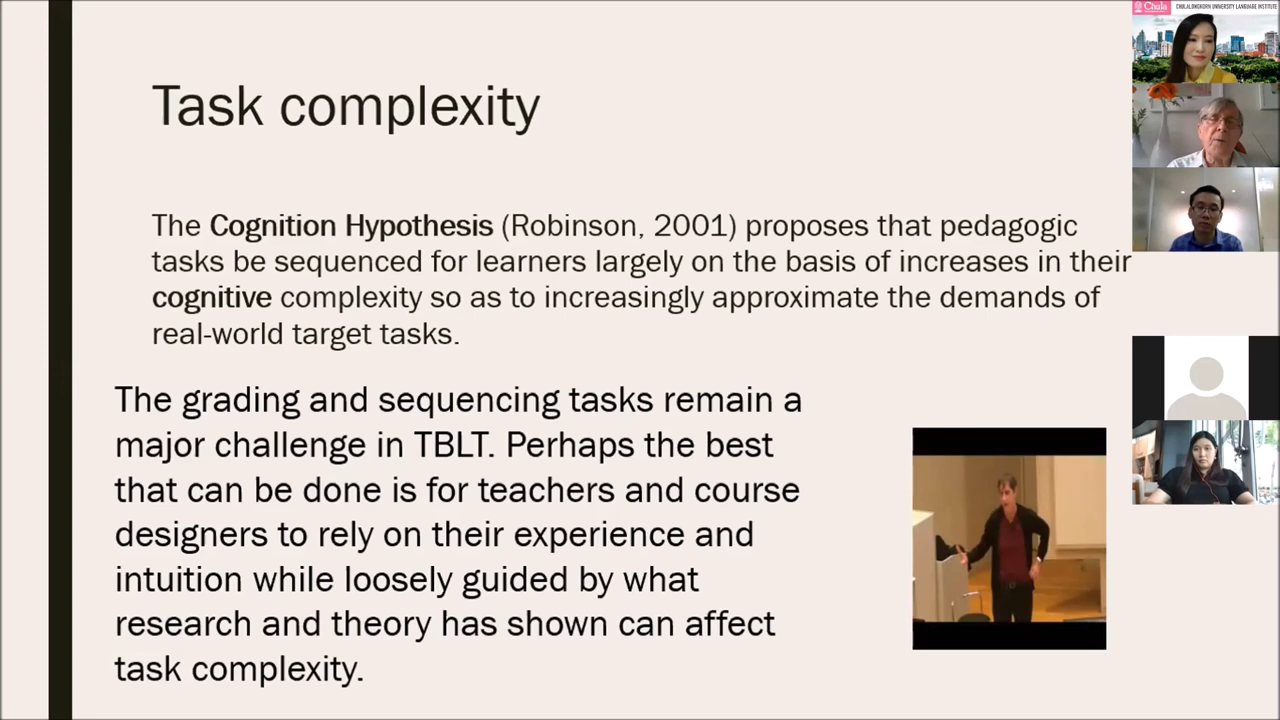 Task complexity
The Cognition Hypothesis (Robinson, 2001) proposes that pedagogic
tasks be sequenced for learners largely on the basis of increases in their
cognitive complexity so as to increasingly approximate the demands of
real-world target tasks.
The grading and sequencing tasks remain a
major challenge in TBLT. Perhaps the best
that can be done is for teachers and course
designers to rely on their experience and
intuition while loosely guided by what
research and theory has shown can affect
task complexity.
Chula
CHULALONGKORN UNIVERSITY LANGUAGE INSTITUTE